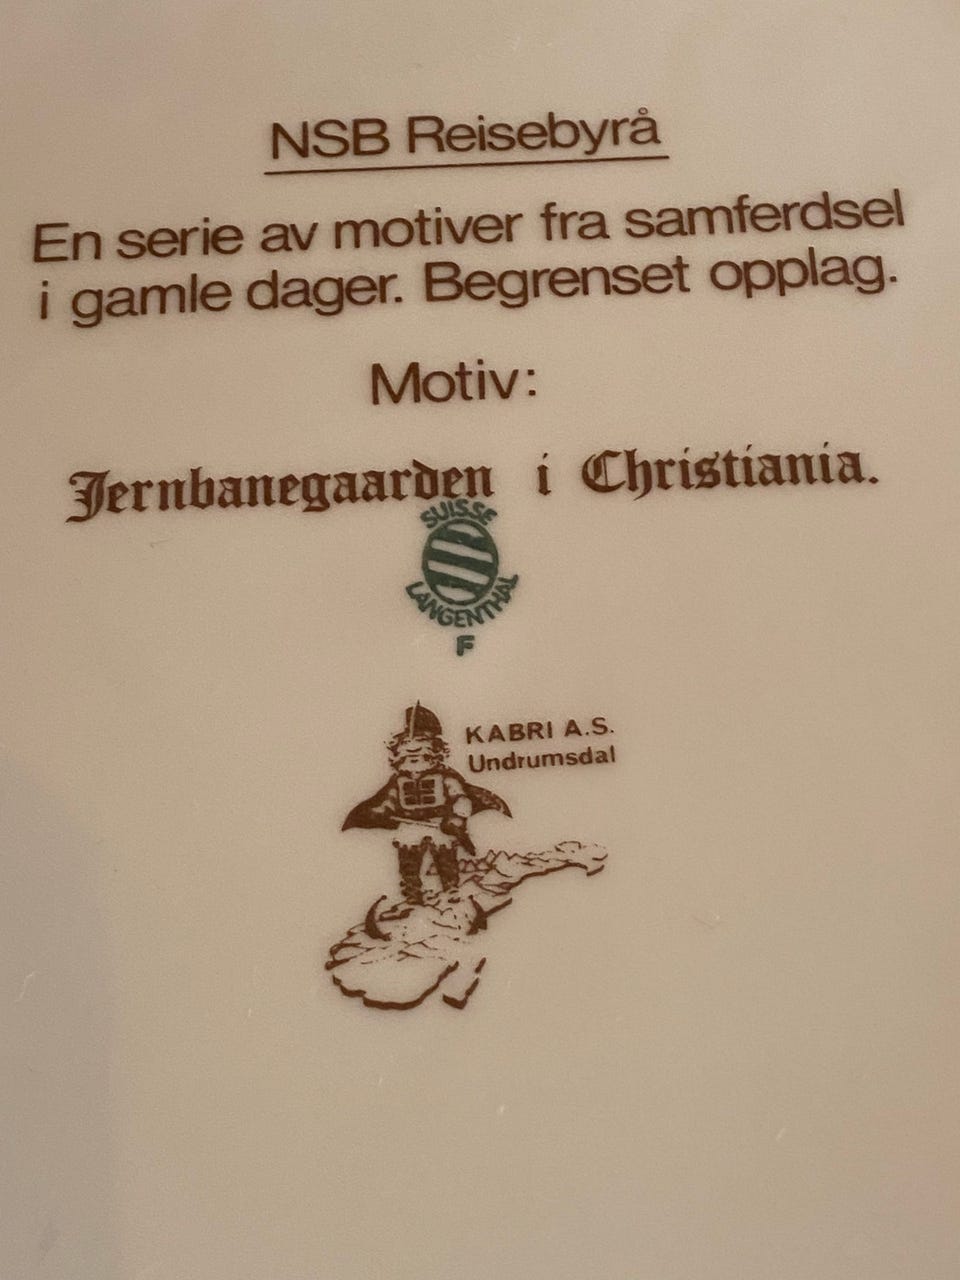 NSB Reisebyrå
En serie av motiver fra samferdsel
i gamle dager. Begrenset opplag.
Motiv:
Jernbanegaarden i Christiania.
SUISSE
LANGENTHAL
F
KABRI A.S.
Undrumsdal